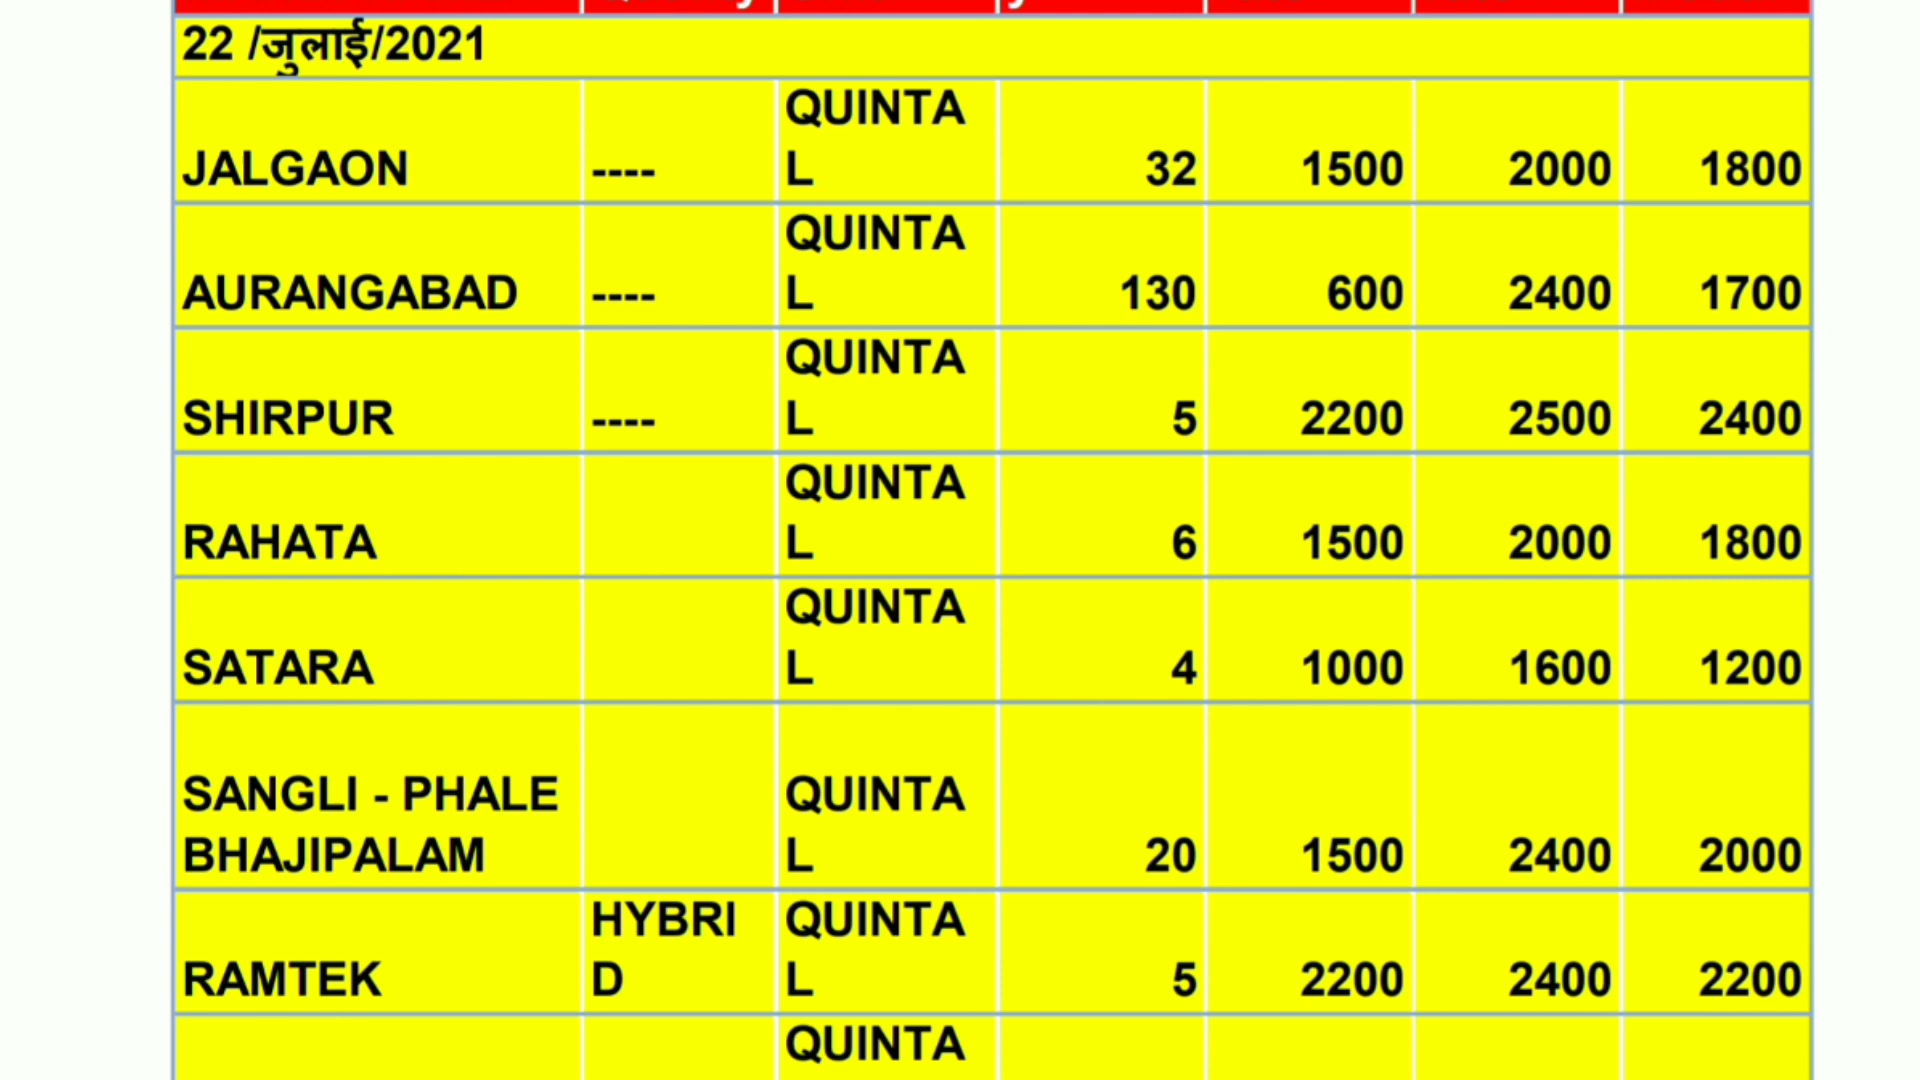 22 /जुलाई/2021
QUINTA
JALGAON ---- L 32 1500 2000 1800
QUINTA
AURANGABAD ---- L 130 600 2400 1700
QUINTA
SHIRPUR ---- L 5 2200 2500 2400
QUINTA
RAHATA L 6 1500 2000 1800
QUINTA
SATARA L 4 1000 1600 1200
SANGLI - PHALE QUINTA
BHAJIPALAM L 20 1500 2400 2000
HYBRI QUINTA
RAMTEK D L 5 2200 2400 2200
QUINTA